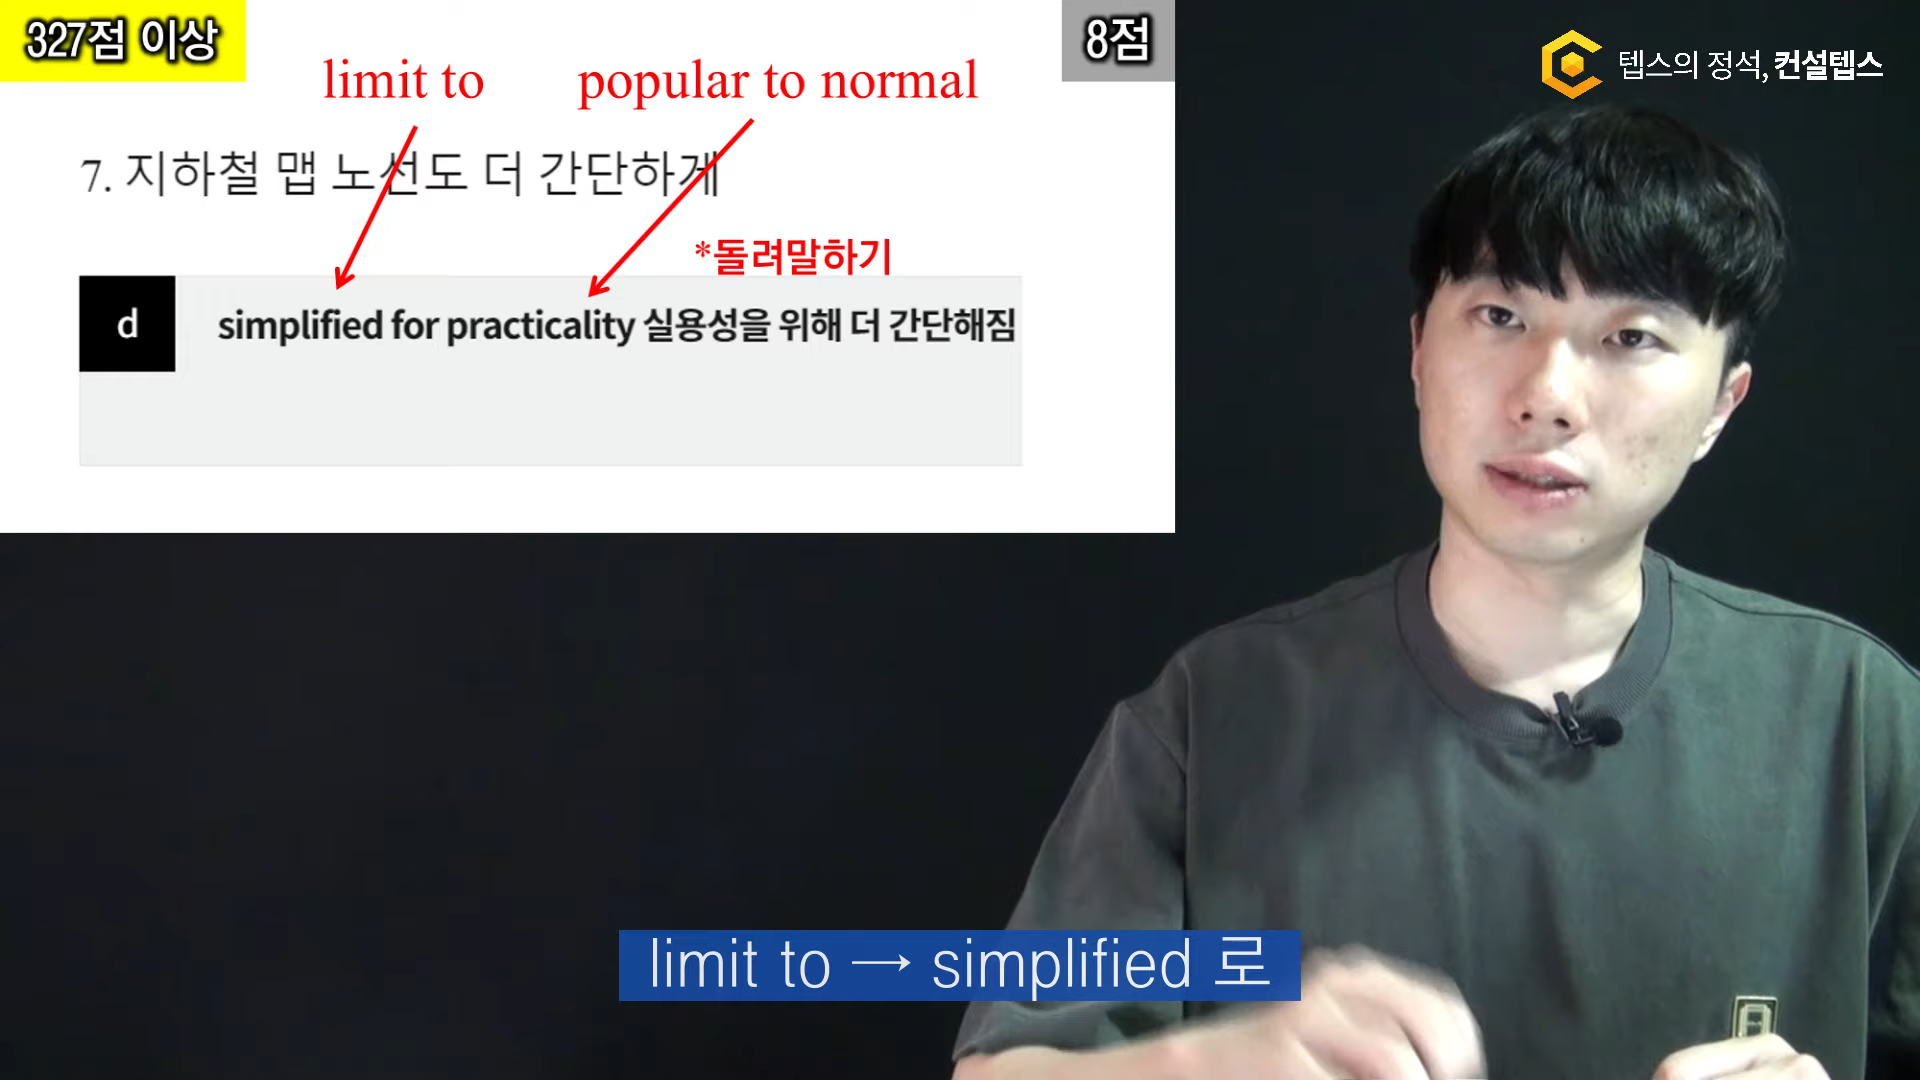 327점 이상
8점
텝스의 정석, 컨설텝스
limit to
popular to normal
7. 지하철 맵 노선도 더 간단하게
*돌려말하기
d
simplified for practicality 실용성을 위해 더 간단해짐
limit to → simplified 로